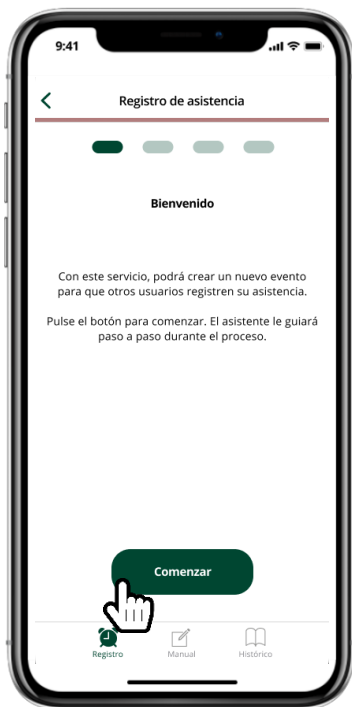 9:41
Registro de asistencia
Bienvenido
Con este servicio, podrá crear un nuevo evento
para que otros usuarios registren su asistencia.
Pulse el botón para comenzar. El asistente le guiará
paso a paso durante el proceso.
Comenzar
Registro
Manual
Histórico